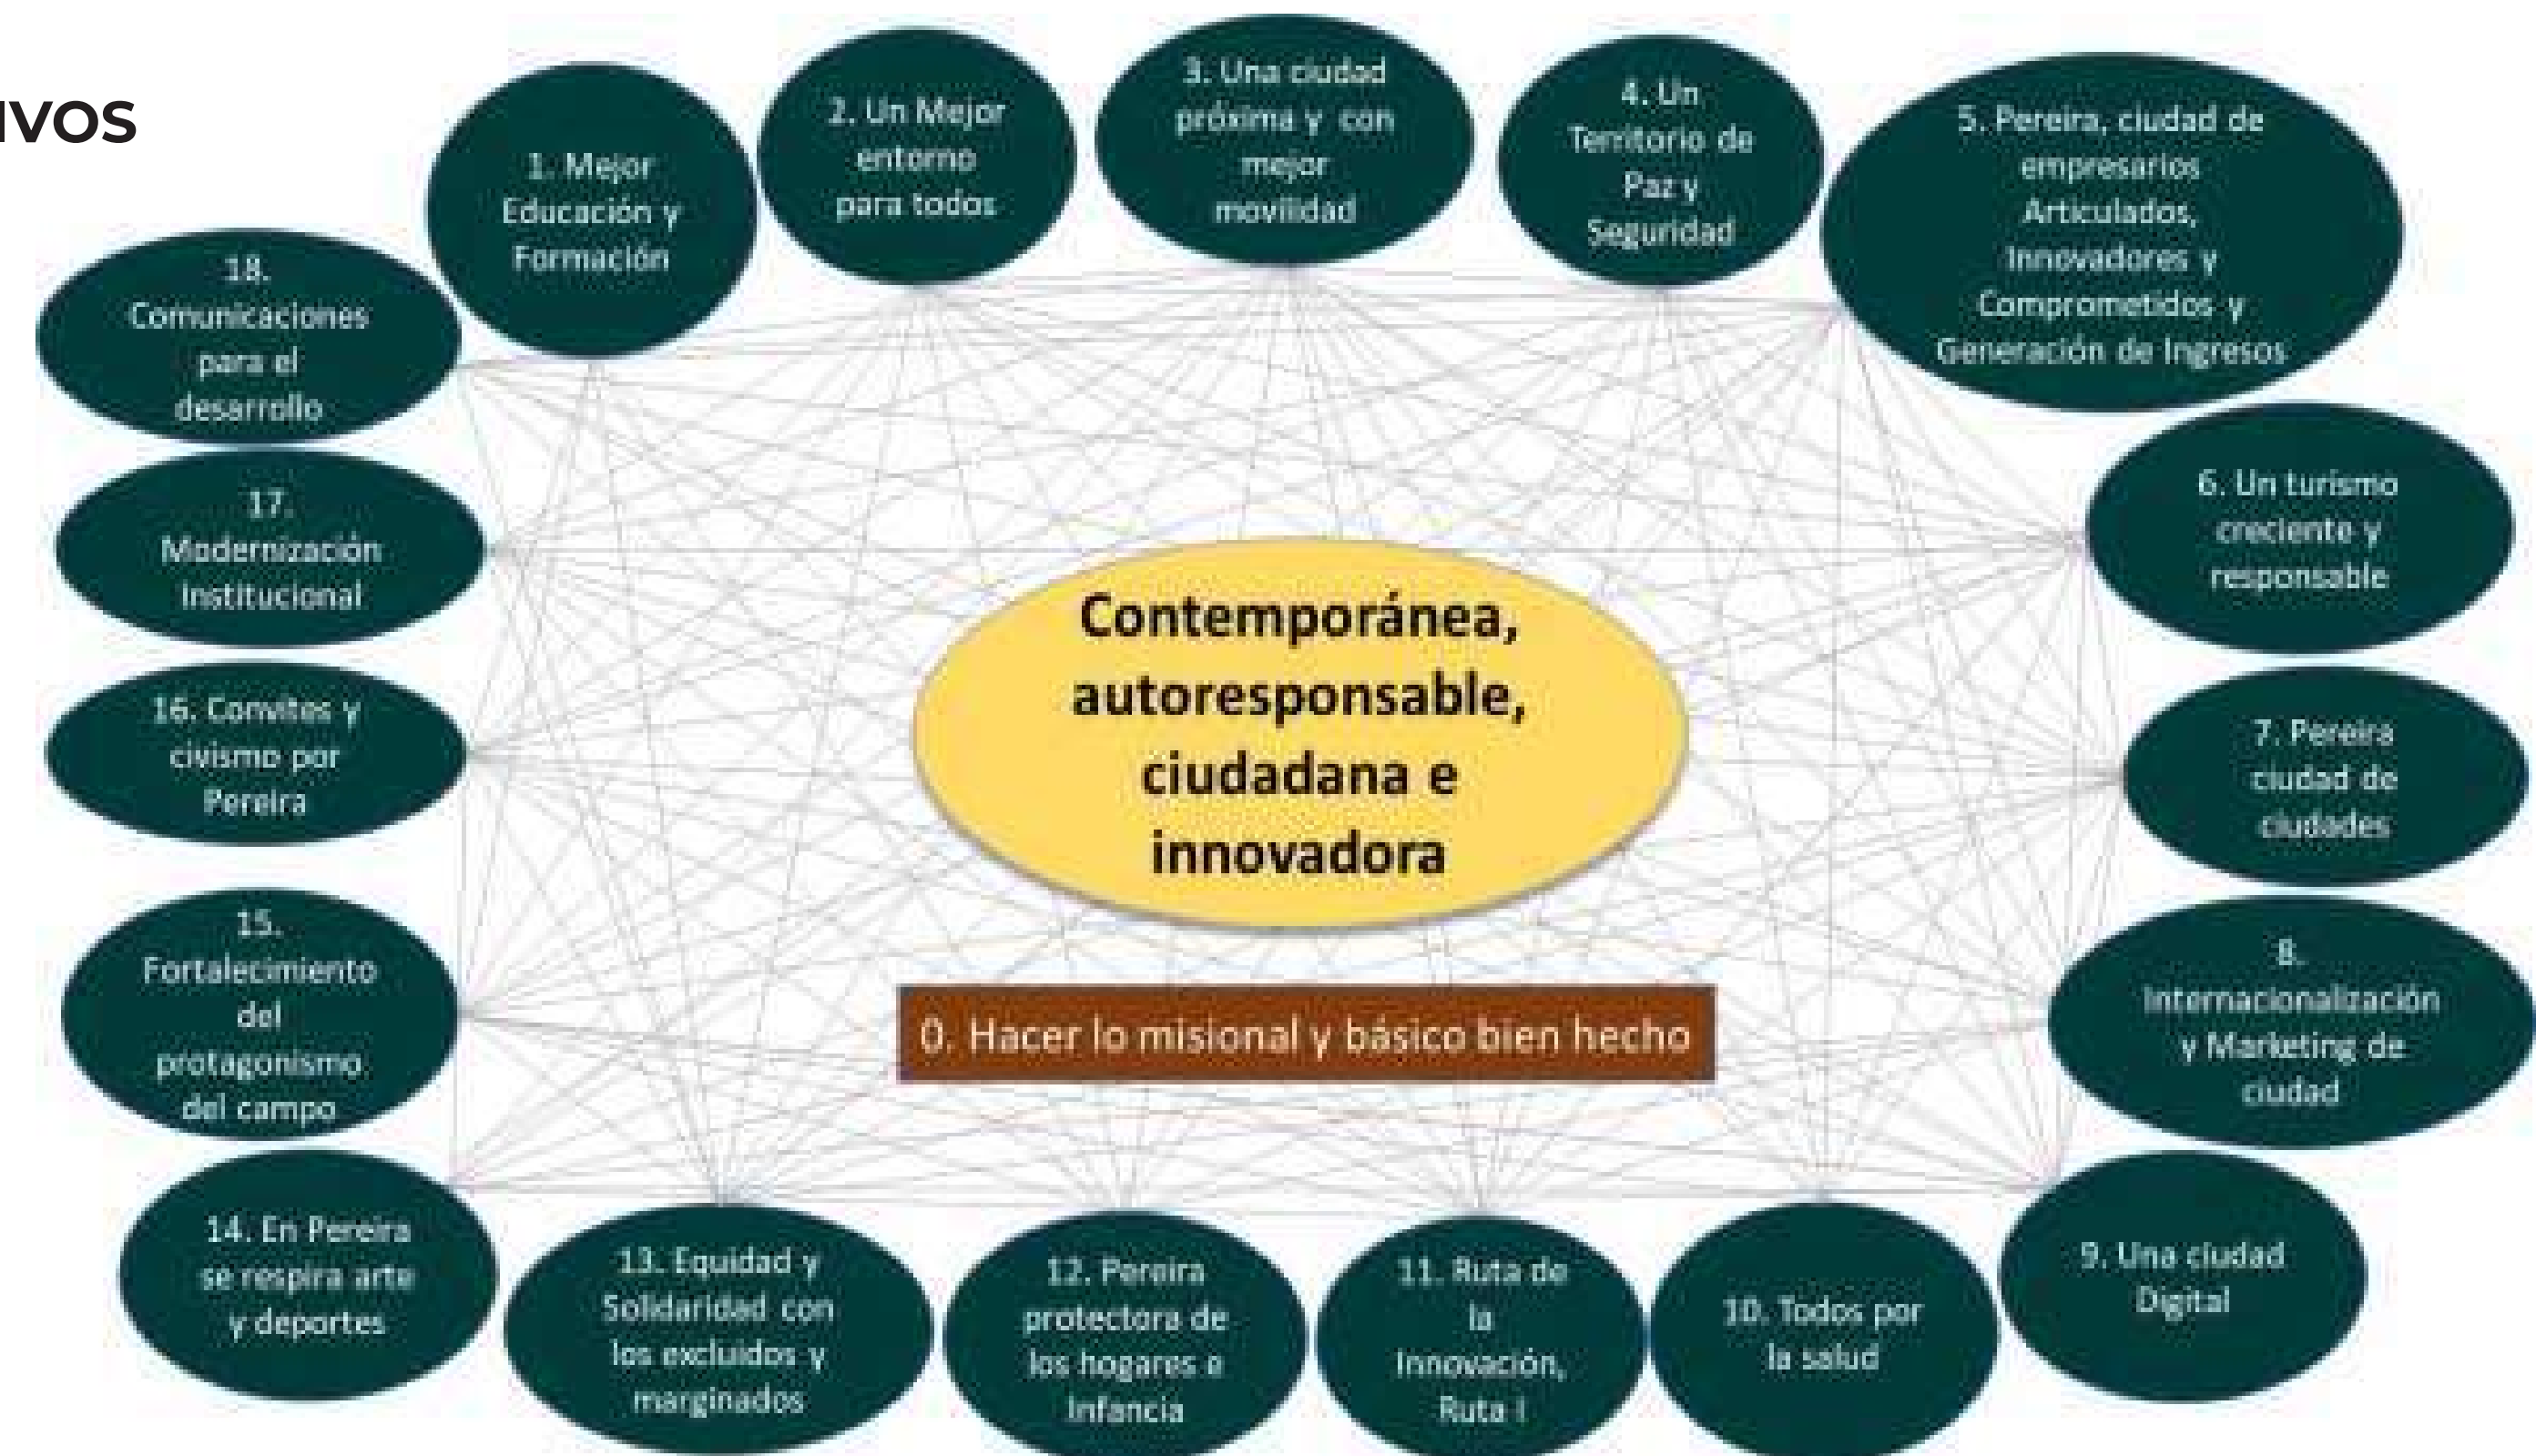 IVOS
1. Mejor
Educación y
Formación
2. Un Mejor
entorno
para todos
3. Una ciudad
próxima y con
mejor
movilidad
4. Un
Territorio de
Paz y
Seguridad
5. Pereira, ciudad de
empresarios
Articulados,
Innovadores y
Comprometidos y
Generación de Ingresos
6. Un turismo
creciente y
responsable
7. Pereira
ciudad de
ciudades
8.
Internacionalización
y Marketing de
ciudad
9. Una ciudad
Digital
10. Todos por
la salud
11. Ruta de
la
Innovación,
Ruta I
12. Pereira
protectora de
los hogares e
Infancia
13. Equidad y
Solidaridad con
los excluidos y
marginados
14. En Pereira
se respira arte
y deportes
15.
Fortalecimiento
del
protagonismo
del campo
16. Convites y
civismo por
Pereira
17.
Modernización
Institucional
18.
Comunicaciones
para el
desarrollo
Contemporánea,
autoresponsable,
ciudadana e
innovadora
0. Hacer lo misional y básico bien hecho